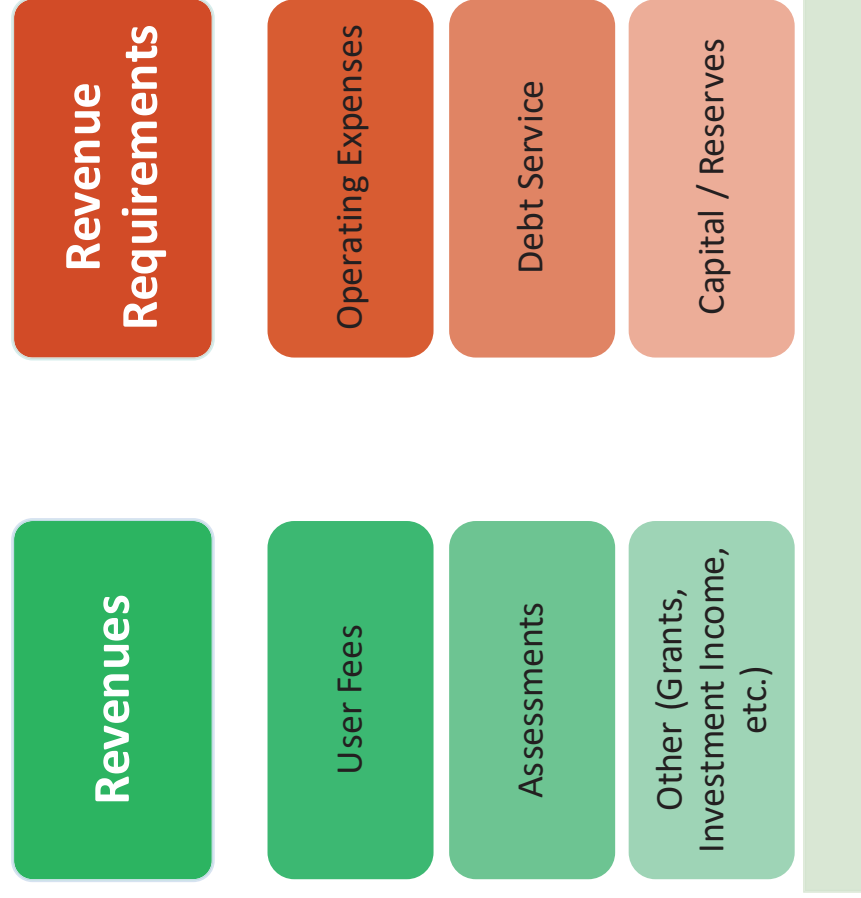 Revenues
User Fees
Assessments
Other (Grants,
Investment Income,
etc.)
Revenue
Requirements
Operating Expenses
Debt Service
Capital / Reserves